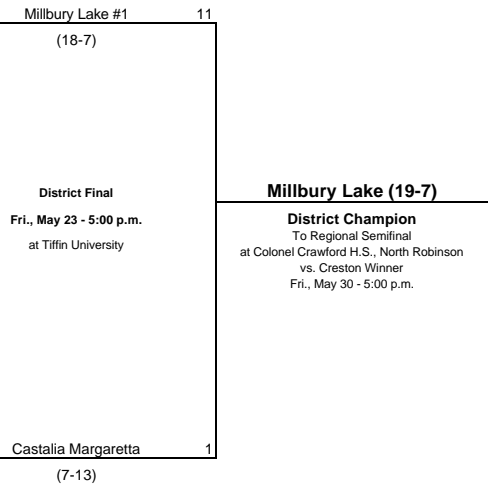 Millbury Lake #1 11
(18-7)
District Final
Fri., May 23 - 5:00 p.m.
at Tiffin University
Millbury Lake (19-7)
District Champion
To Regional Semifinal
at Colonel Crawford H.S., North Robinson
vs. Creston Winner
Fri., May 30 - 5:00 p.m.
Castalia Margaretta 1
(7-13)